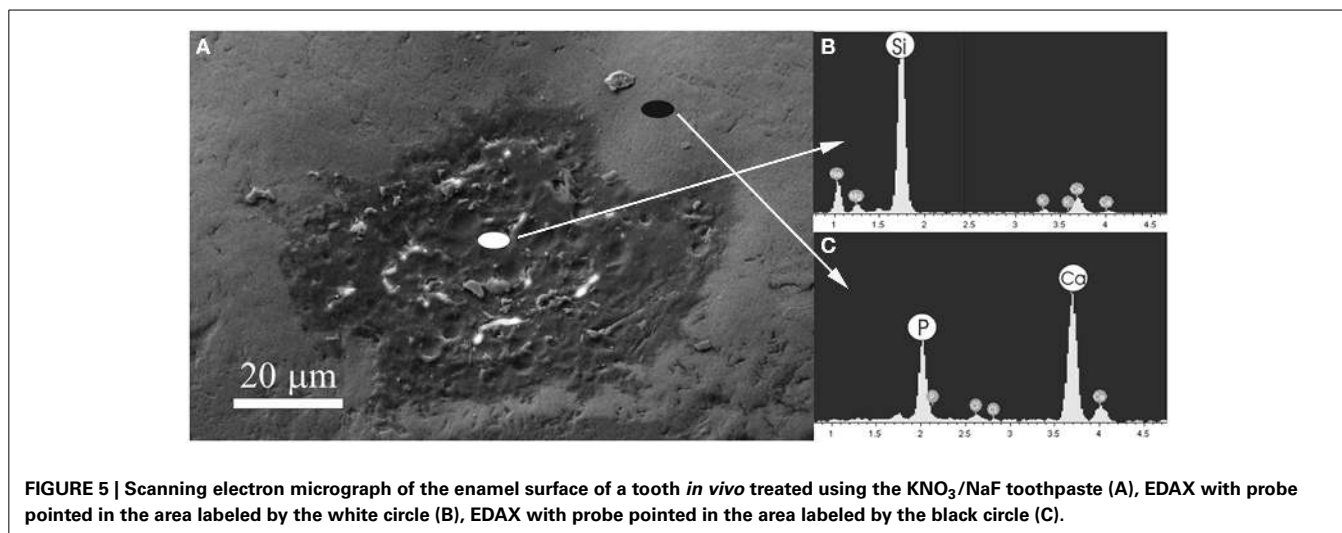 A
20 µm
B
Si
Na
Mg
Ca
1 1.5 2 2.5 3 3.5 4 4.5
C
P
Ca
1 1.5 2 2.5 3 3.5 4 4.5
FIGURE 5 | Scanning electron micrograph of the enamel surface of a tooth in vivo treated using the KNO₃/NaF toothpaste (A), EDAX with probe
pointed in the area labeled by the white circle (B), EDAX with probe pointed in the area labeled by the black circle (C).